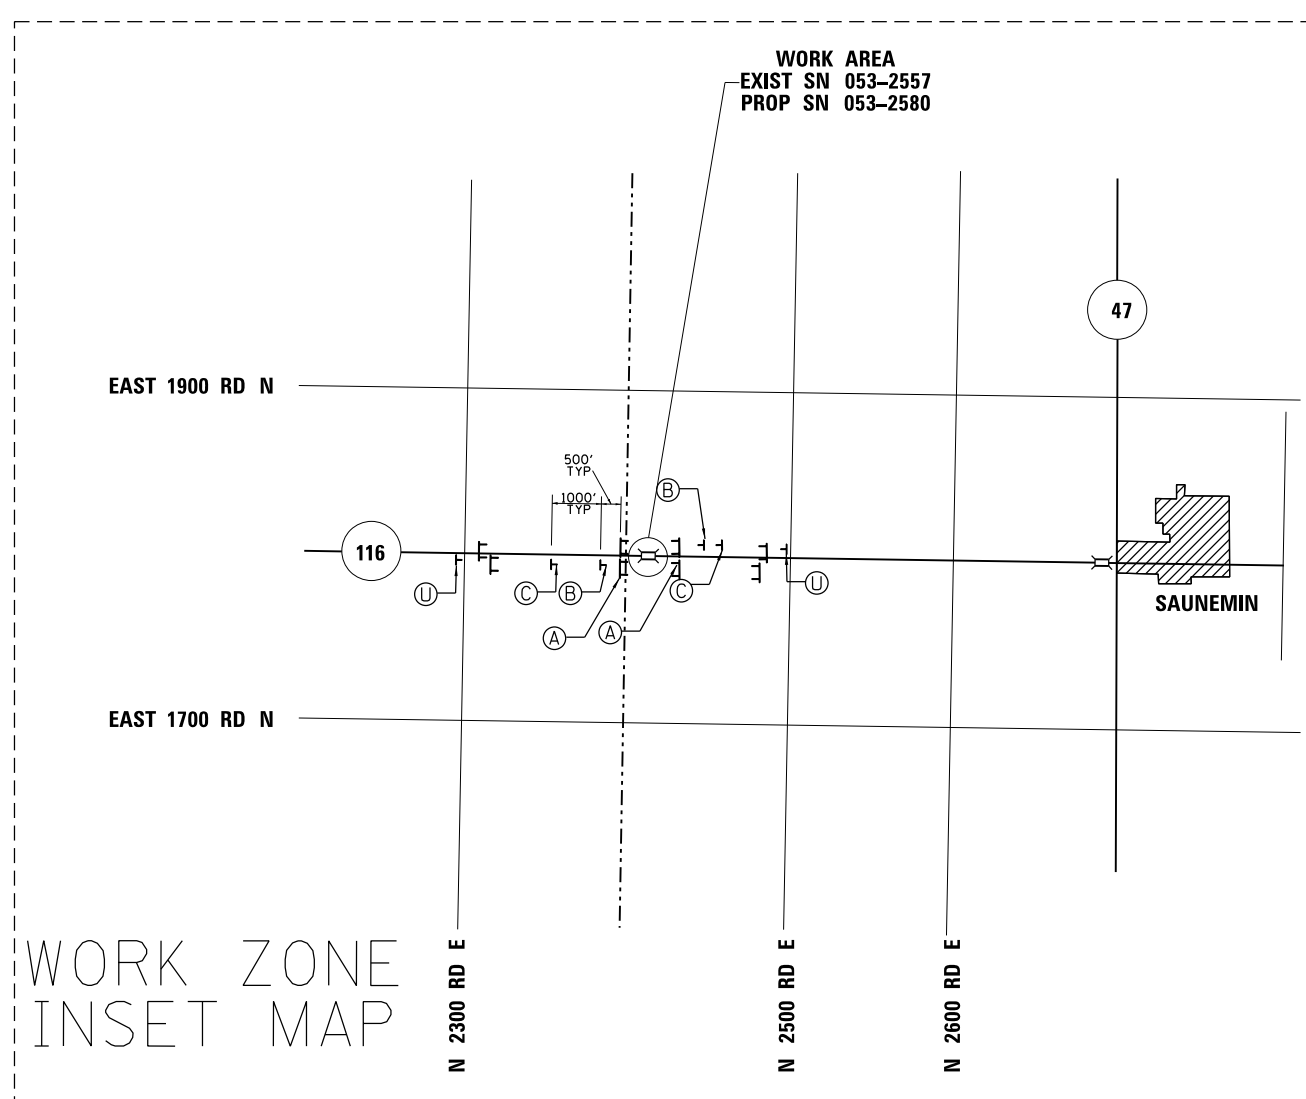 WORK AREA
EXIST SN 053–2557
PROP SN 053–2580
47
EAST 1900 RD N
500'
TYP
1000'
TYP
B
116
U
C
B
A
A
C
U
SAUNEMIN
EAST 1700 RD N
WORK ZONE
INSET MAP
N 2300 RD E
N 2500 RD E
N 2600 RD E